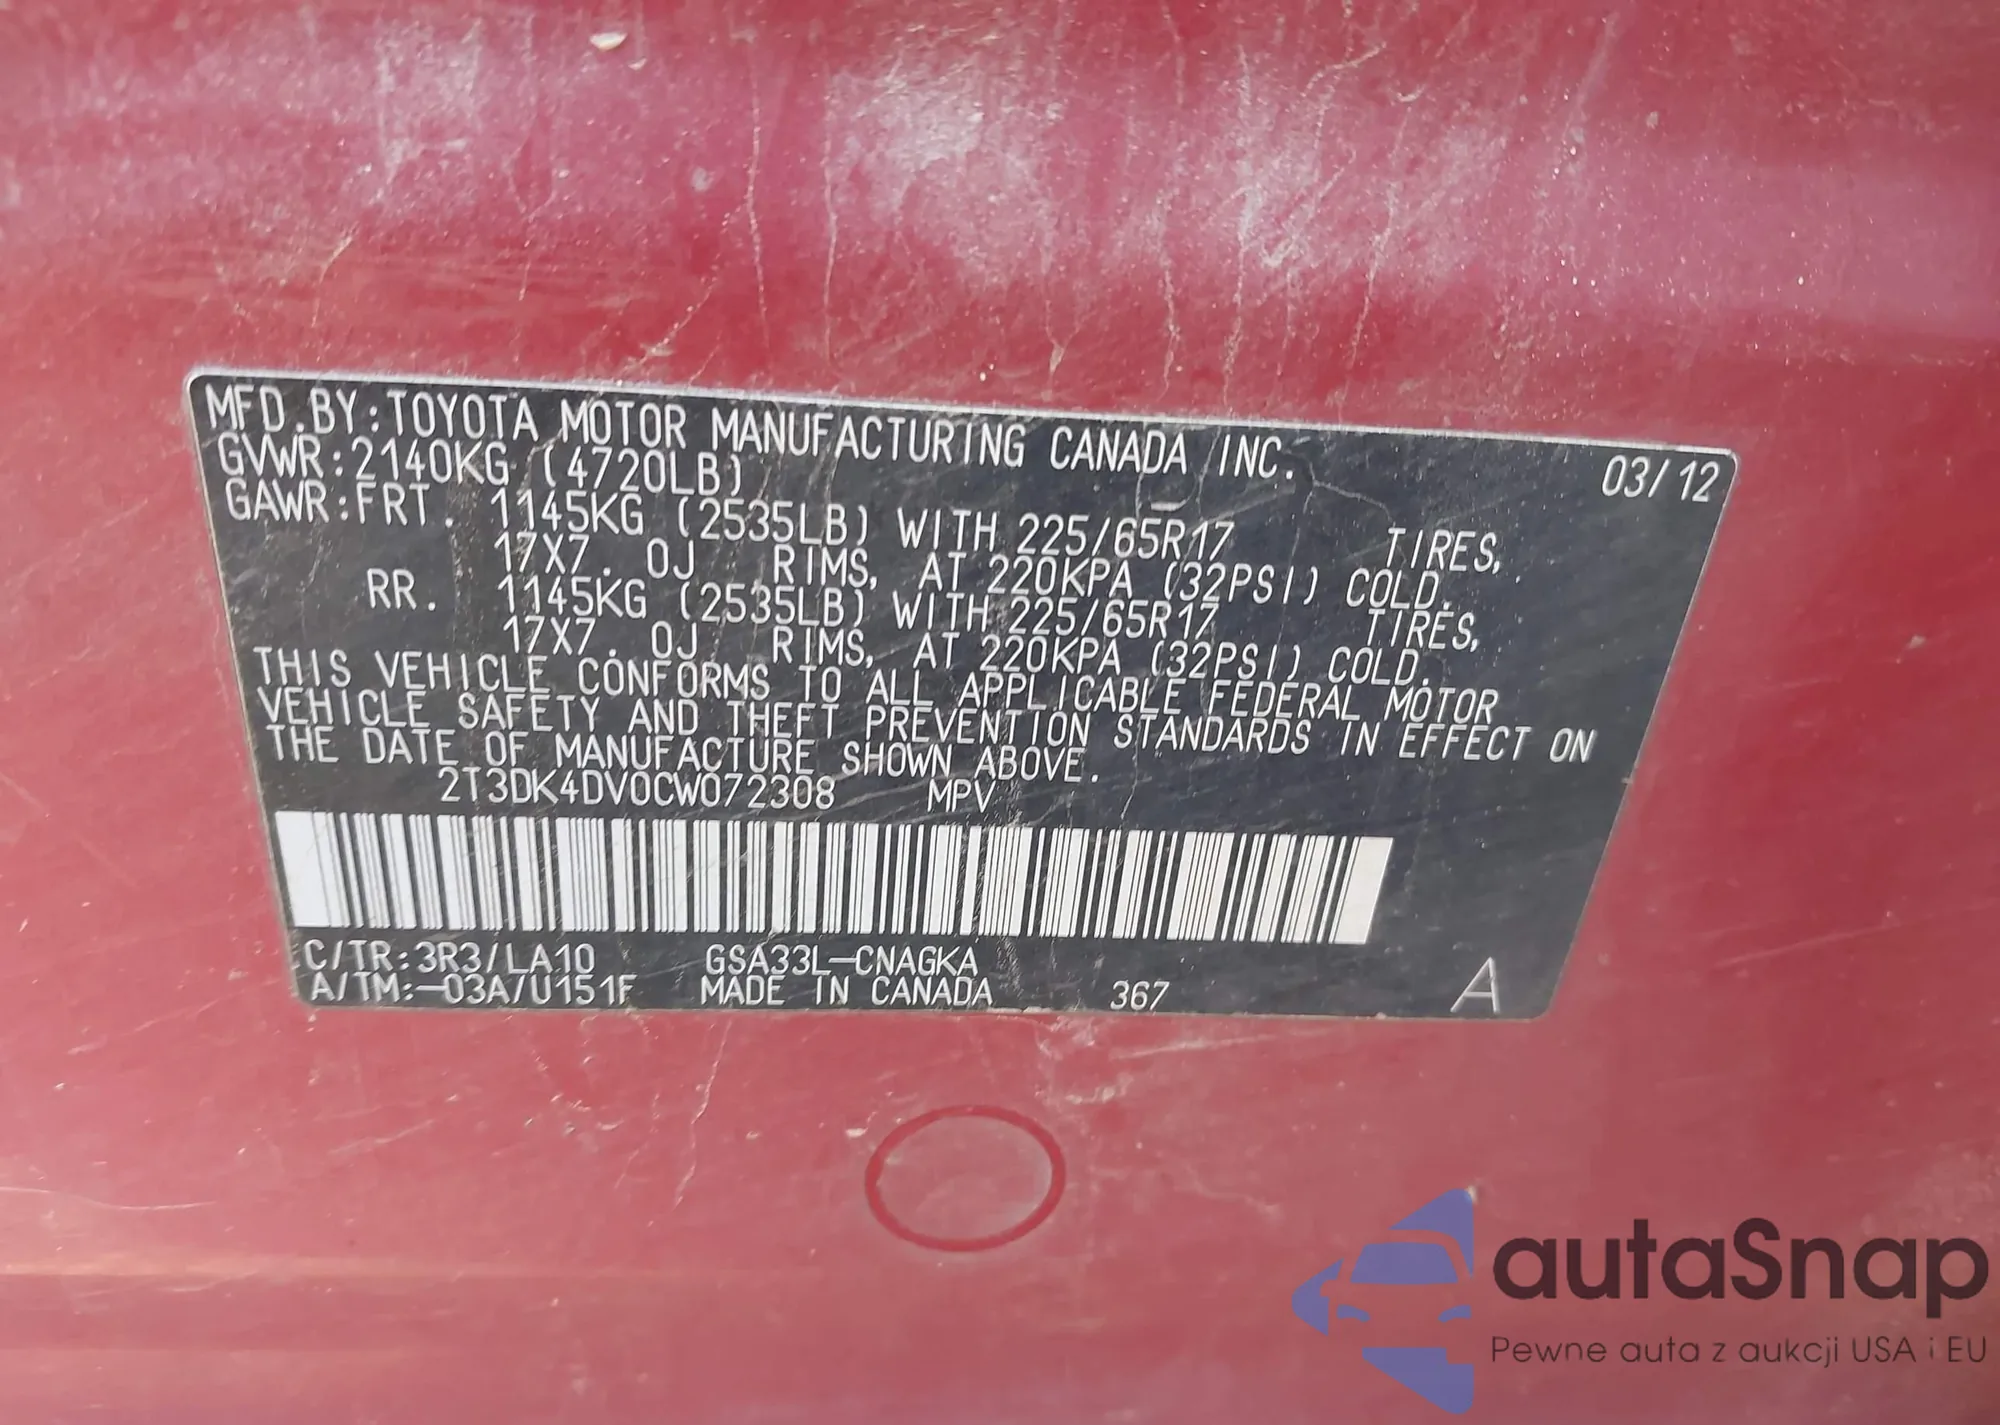 MFD.BY:TOYOTA MOTOR MANUFACTURING CANADA INC. 03/12
GVWR:2140KG (4720LB)
GAWR:FRT. 1145KG (2535LB) WITH 225/65R17 TIRES,
17X7.0J RIMS, AT 220KPA (32PSI) COLD.
RR. 1145KG (2535LB) WITH 225/65R17 TIRES,
17X7.0J RIMS, AT 220KPA (32PSI) COLD.
THIS VEHICLE CONFORMS TO ALL APPLICABLE FEDERAL MOTOR
VEHICLE SAFETY AND THEFT PREVENTION STANDARDS IN EFFECT ON
THE DATE OF MANUFACTURE SHOWN ABOVE.
2T3DK4DV0CW072308 MPV
C/TR:3R3/LA10 GSA33L-CNAGKA
A/TM:-03A/U151F MADE IN CANADA 367 A
autaSnap
Pewne auta z aukcji USA i EU